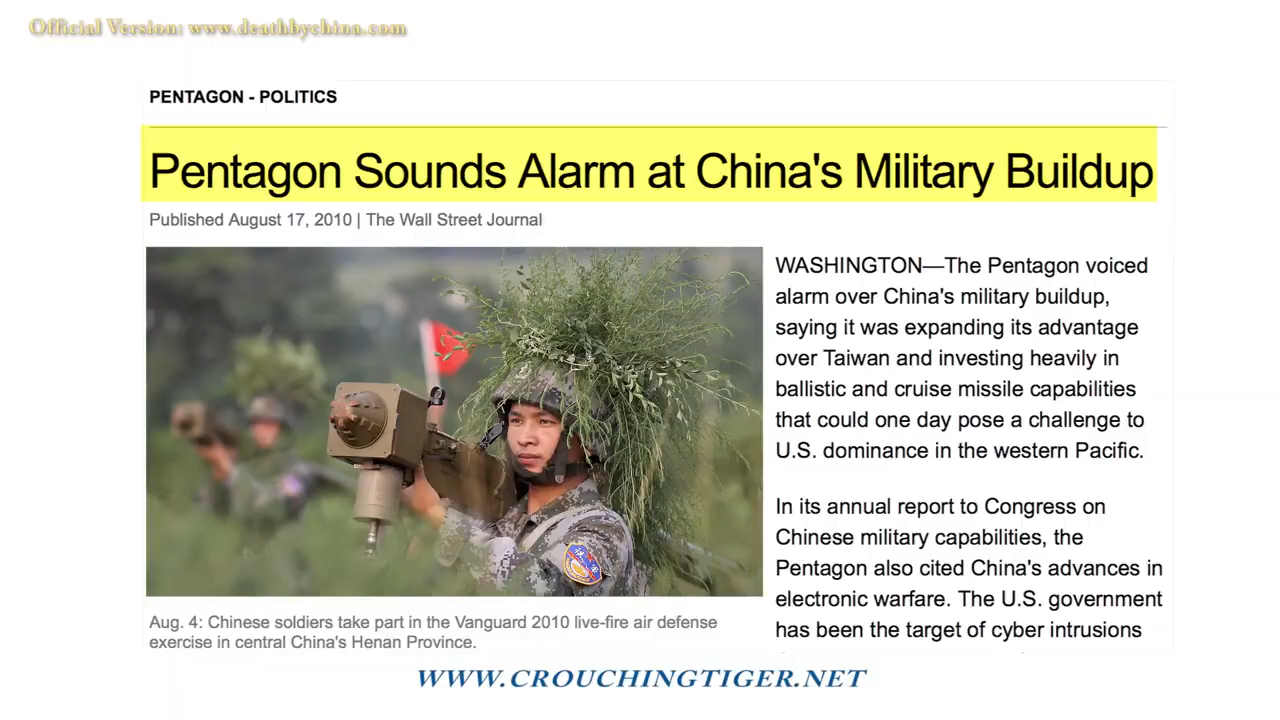 Official Version: www.deathbychina.com
PENTAGON - POLITICS
Pentagon Sounds Alarm at China's Military Buildup
Published August 17, 2010 | The Wall Street Journal
WASHINGTON—The Pentagon voiced
alarm over China's military buildup,
saying it was expanding its advantage
over Taiwan and investing heavily in
ballistic and cruise missile capabilities
that could one day pose a challenge to
U.S. dominance in the western Pacific.
In its annual report to Congress on
Chinese military capabilities, the
Pentagon also cited China's advances in
electronic warfare. The U.S. government
has been the target of cyber intrusions
Aug. 4: Chinese soldiers take part in the Vanguard 2010 live-fire air defense
exercise in central China's Henan Province.
WWW.CROUCHINGTIGER.NET